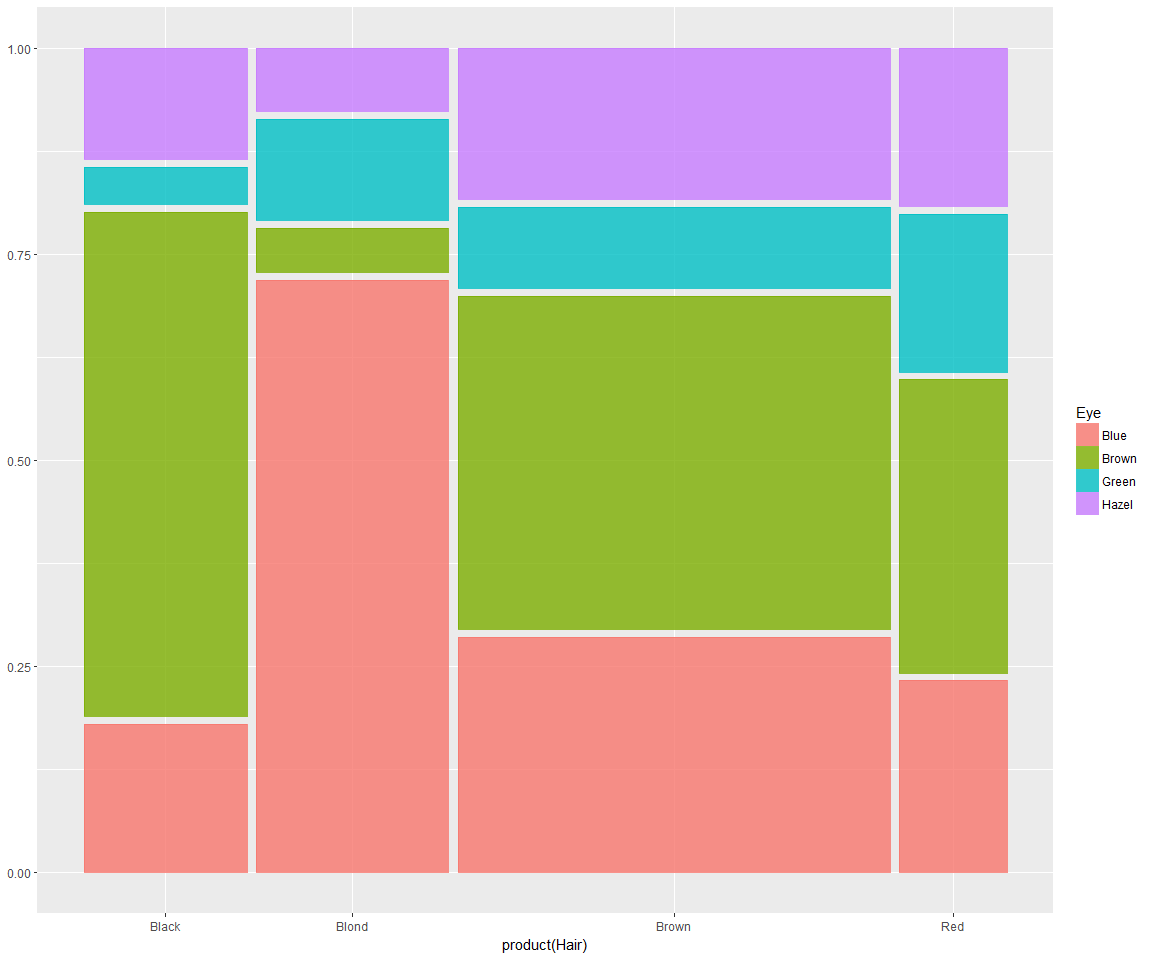 1.00
0.75
0.50
0.25
0.00
Black Blond Brown Red
product(Hair)
Eye
Blue
Brown
Green
Hazel